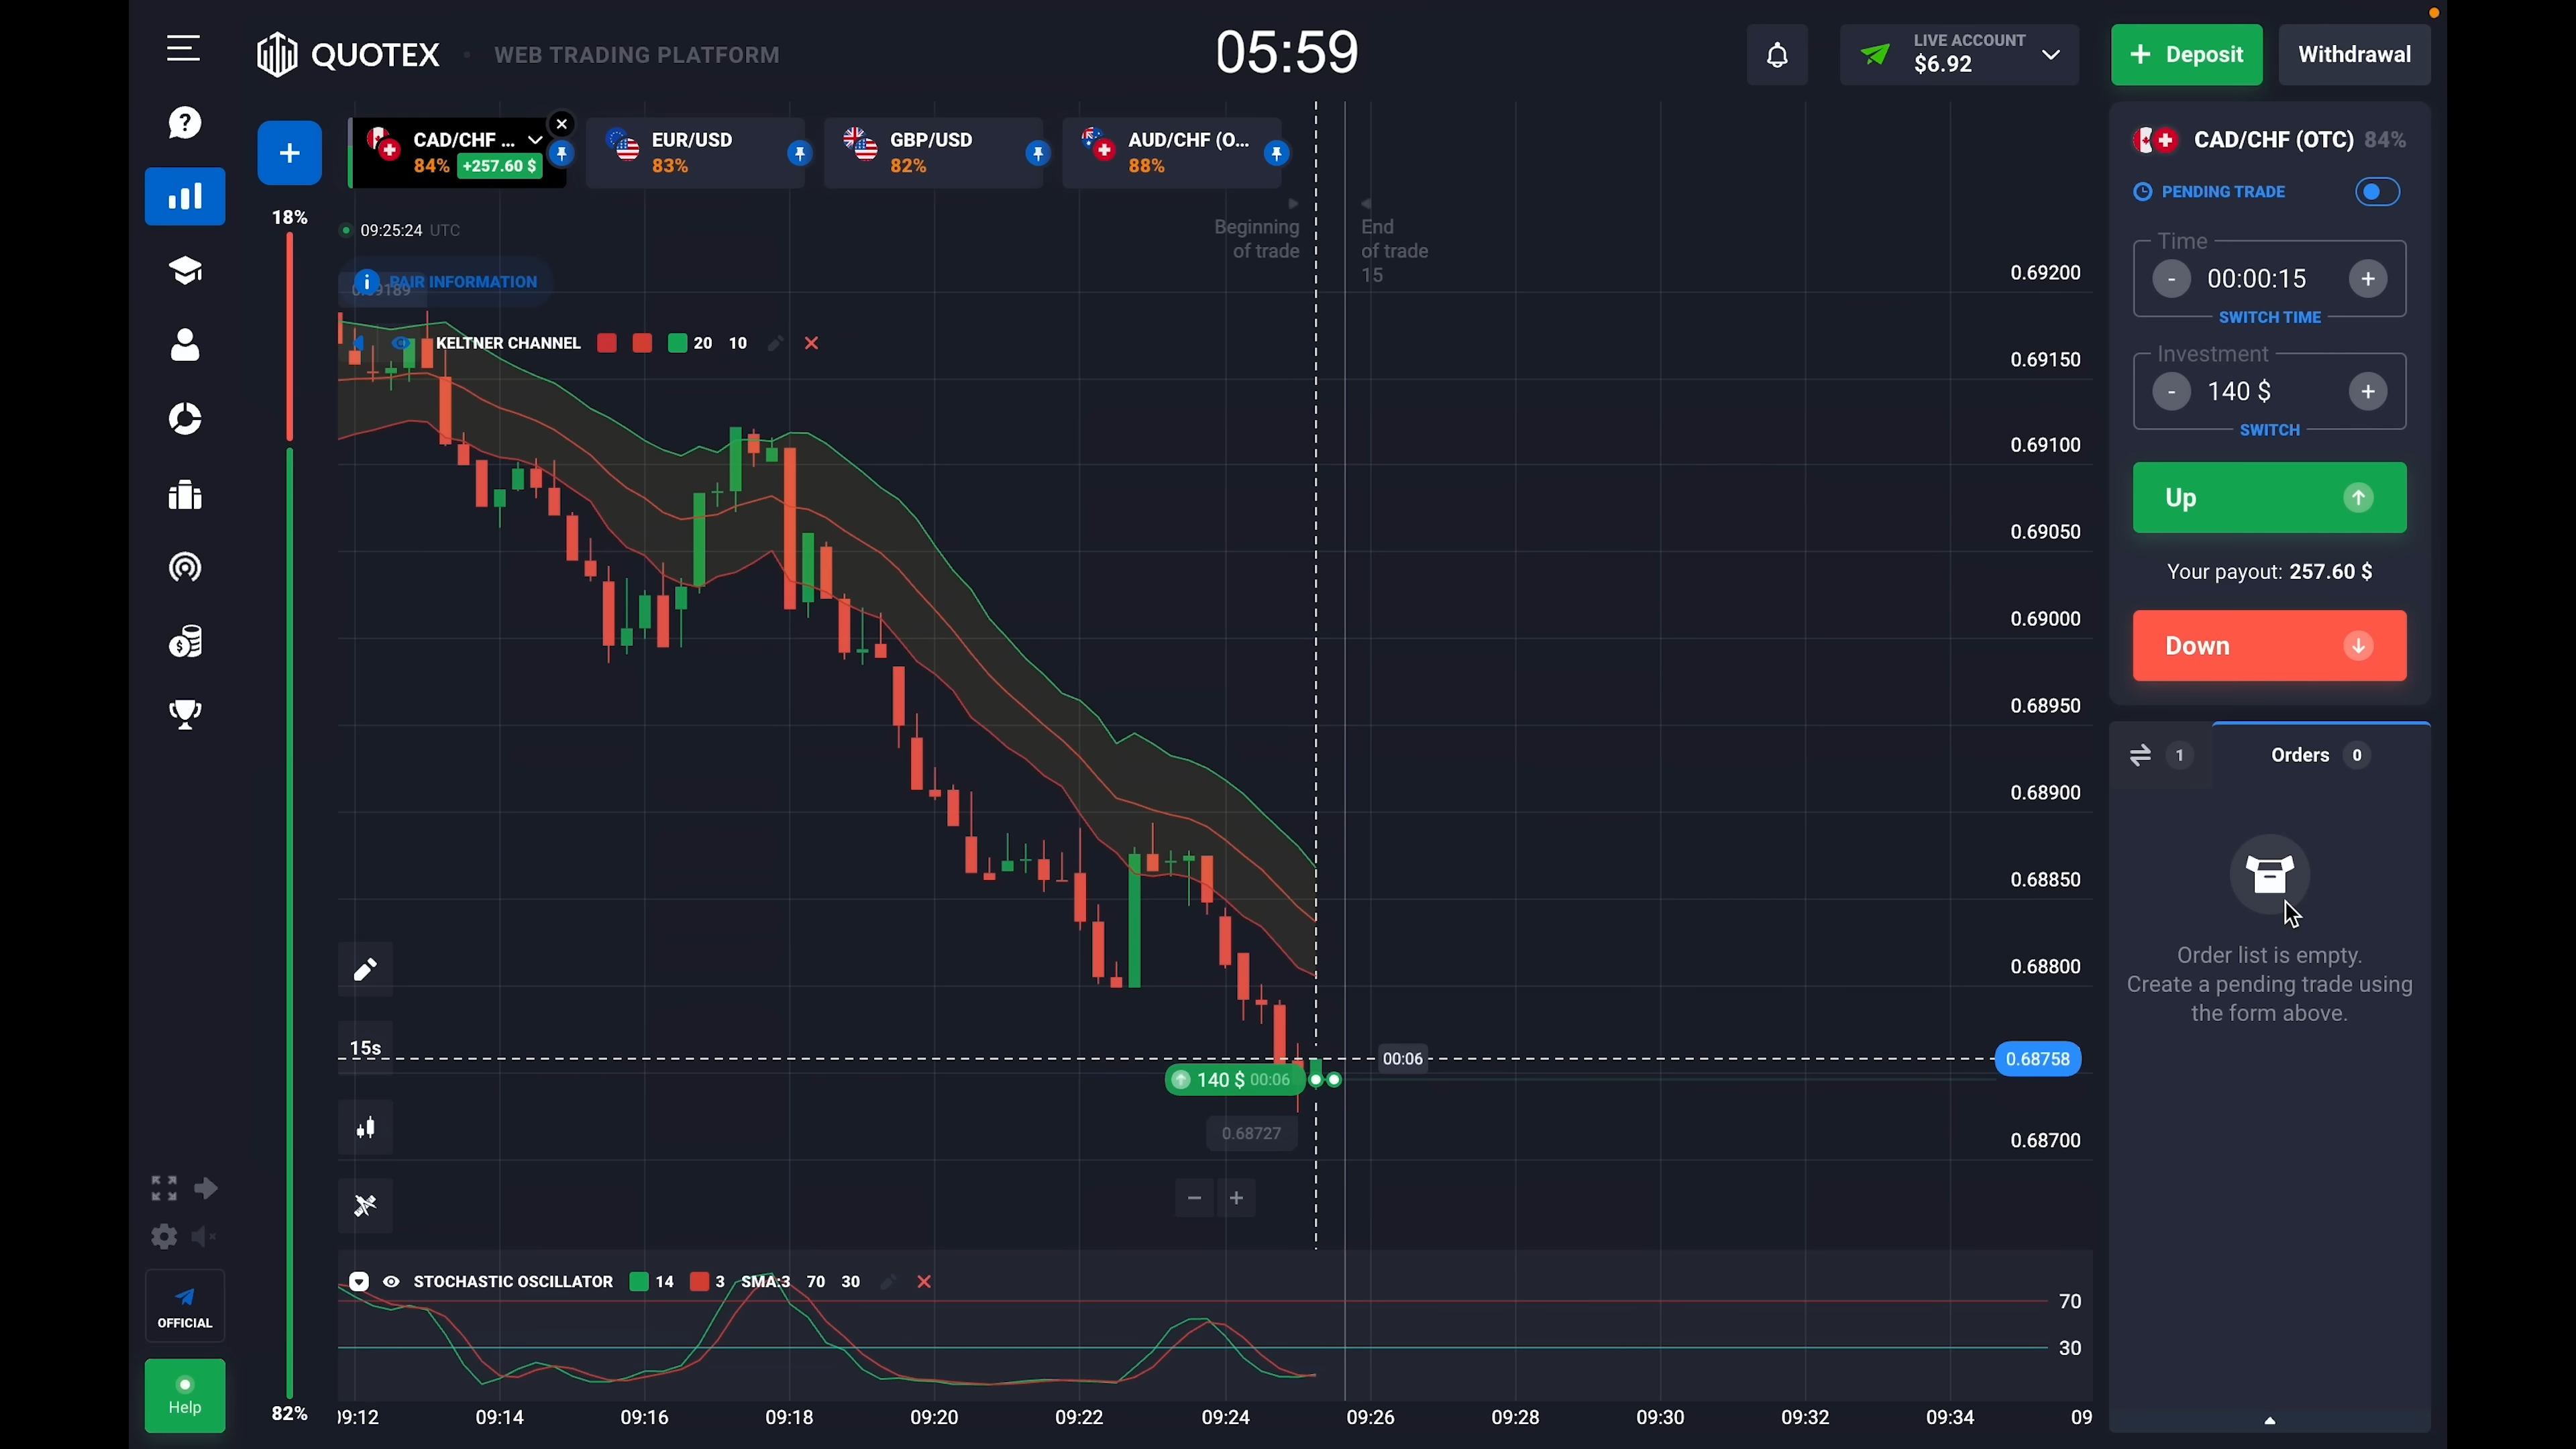 QUOTEX
WEB TRADING PLATFORM
05:59
LIVE ACCOUNT
$6.92
+ Deposit
Withdrawal
CAD/CHF ...
84% +257.60 $
EUR/USD
83%
GBP/USD
82%
AUD/CHF (O...
88%
CAD/CHF (OTC) 84%
PENDING TRADE
Time
- 00:00:15 +
SWITCH TIME
Investment
- 140 $ +
SWITCH
Up
Your payout: 257.60 $
Down
1
Orders 0
Order list is empty.
Create a pending trade using
the form above.
18%
82%
09:25:24 UTC
PAIR INFORMATION
0.69189
KELTNER CHANNEL 20 10
Beginning
of trade
End
of trade
15
0.69200
0.69150
0.69100
0.69050
0.69000
0.68950
0.68900
0.68850
0.68800
0.68758
0.68700
15s
00:06
140 $ 00:06
0.68727
STOCHASTIC OSCILLATOR 14 3 SMA:3 70 30
70
30
09:12 09:14 09:16 09:18 09:20 09:22 09:24 09:26 09:28 09:30 09:32 09:34 09
OFFICIAL
Help